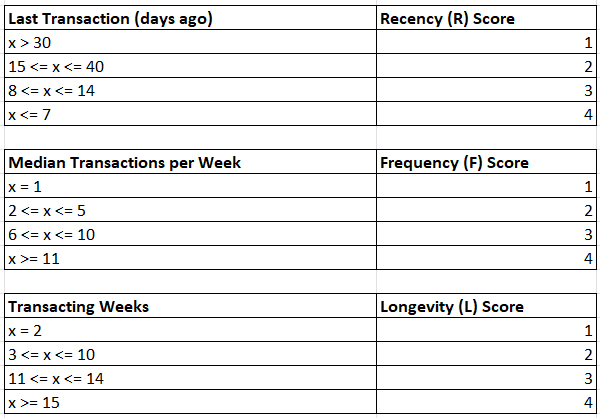 Last Transaction (days ago) Recency (R) Score
x > 30 1
15 <= x <= 40 2
8 <= x <= 14 3
x <= 7 4
Median Transactions per Week Frequency (F) Score
x = 1 1
2 <= x <= 5 2
6 <= x <= 10 3
x >= 11 4
Transacting Weeks Longevity (L) Score
x = 2 1
3 <= x <= 10 2
11 <= x <= 14 3
x >= 15 4